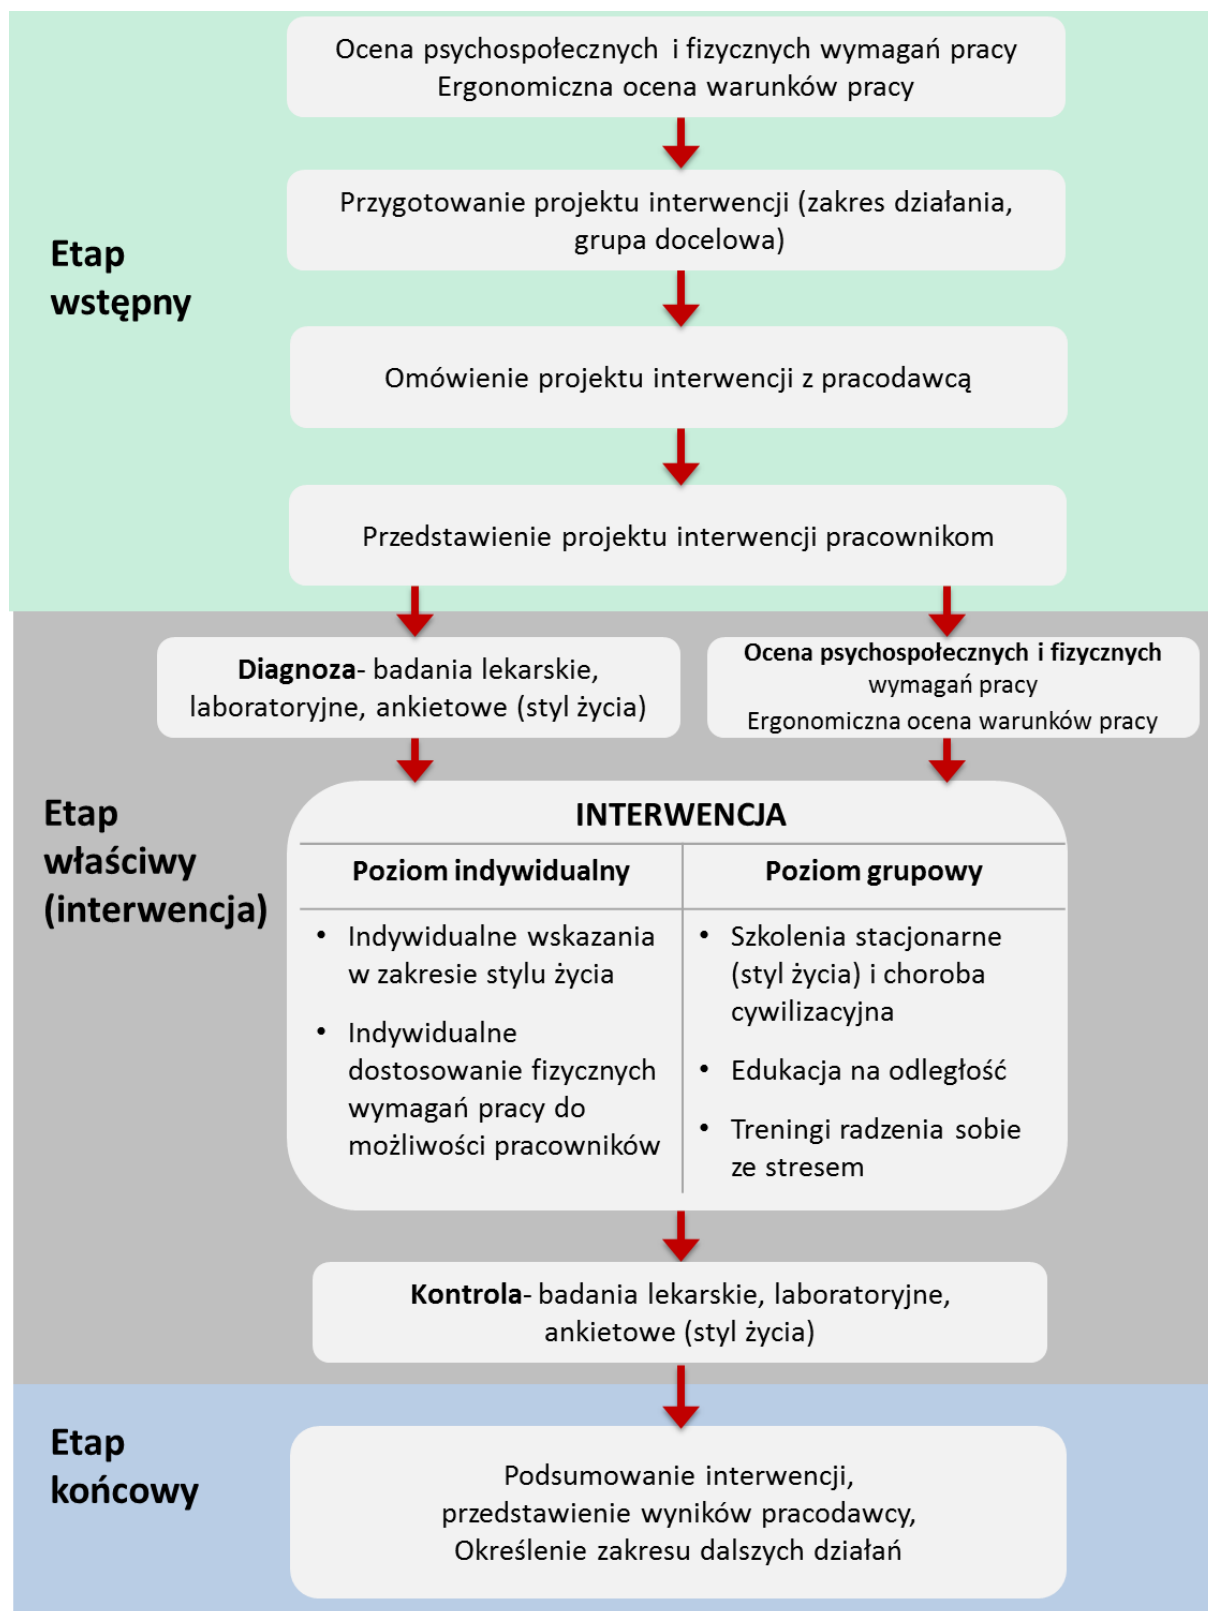 Ocena psychospołecznych i fizycznych wymagań pracy
Ergonomiczna ocena warunków pracy
Przygotowanie projektu interwencji (zakres działania,
grupa docelowa)
Etap
wstępny
Omówienie projektu interwencji z pracodawcą
Przedstawienie projektu interwencji pracownikom
Diagnoza- badania lekarskie,
laboratoryjne, ankietowe (styl życia)
Ocena psychospołecznych i fizycznych
wymagań pracy
Ergonomiczna ocena warunków pracy
Etap
właściwy
(interwencja)
INTERWENCJA
Poziom indywidualny
• Indywidualne wskazania
w zakresie stylu życia
• Indywidualne
dostosowanie fizycznych
wymagań pracy do
możliwości pracowników
Poziom grupowy
• Szkolenia stacjonarne
(styl życia) i choroba
cywilizacyjna
• Edukacja na odległość
• Treningi radzenia sobie
ze stresem
Kontrola- badania lekarskie, laboratoryjne,
ankietowe (styl życia)
Etap
końcowy
Podsumowanie interwencji,
przedstawienie wyników pracodawcy,
Określenie zakresu dalszych działań